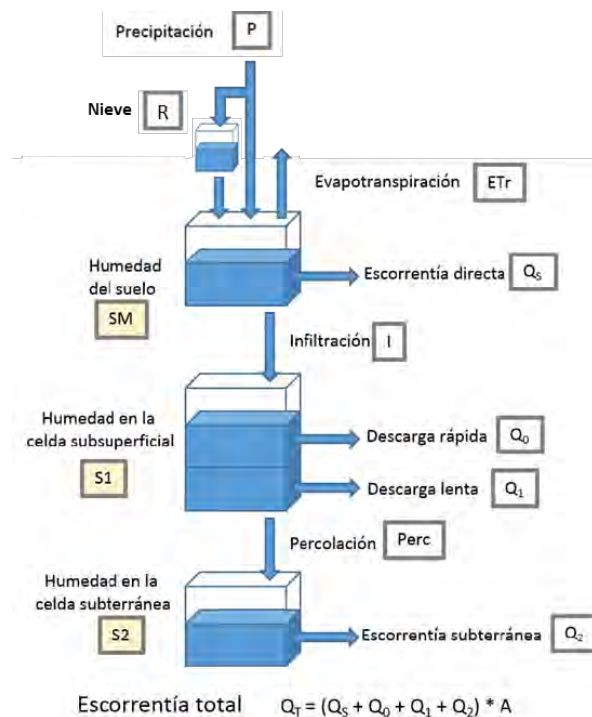 Precipitación P
Nieve R
Evapotranspiración ETr
Humedad
del suelo
SM
Escorrentía directa Qs
Infiltración I
Humedad en la
celda subsuperficial
S1
Descarga rápida Q₀
Descarga lenta Q₁
Percolación Perc
Humedad en la
celda subterránea
S2
Escorrentía subterránea Q₂
Escorrentía total Q_T = (Q_S + Q₀ + Q₁ + Q₂) * A